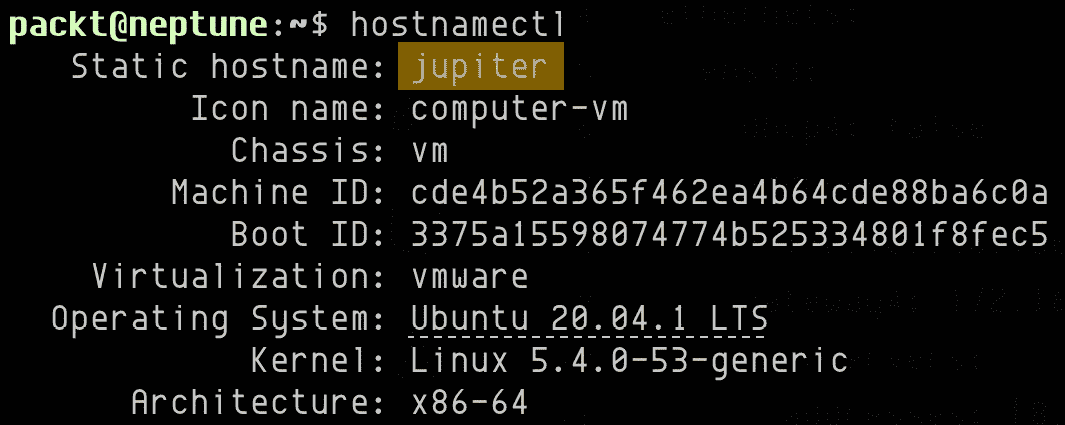 packt@neptune:~$ hostnamectl
Static hostname: jupiter
Icon name: computer-vm
Chassis: vm
Machine ID: cde4b52a365f462ea4b64cde88ba6c0a
Boot ID: 3375a15598074774b525334801f8fec5
Virtualization: vmware
Operating System: Ubuntu 20.04.1 LTS
Kernel: Linux 5.4.0-53-generic
Architecture: x86-64